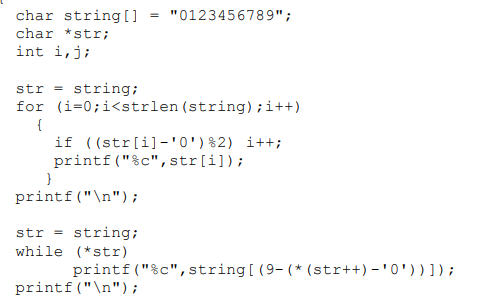 char string[] = "0123456789";
char *str;
int i,j;

str = string;
for (i=0;i<strlen(string);i++)
  {
    if ((str[i]-'0')%2) i++;
    printf("%c",str[i]);
   }
printf("\n");

str = string;
while (*str)
      printf("%c",string[(9-(*(str++)-'0'))]);
printf("\n");